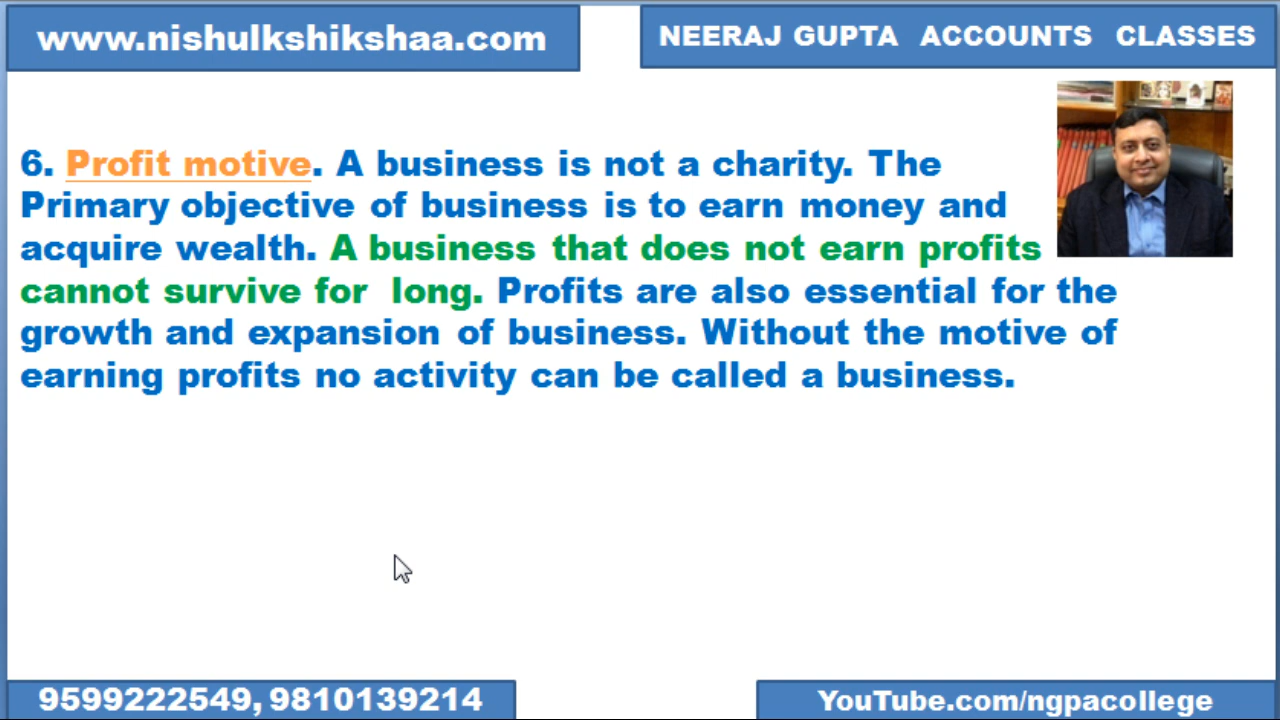 www.nishulkshikshaa.com
NEERAJ GUPTA ACCOUNTS CLASSES
6. Profit motive. A business is not a charity. The
Primary objective of business is to earn money and
acquire wealth. A business that does not earn profits
cannot survive for long. Profits are also essential for the
growth and expansion of business. Without the motive of
earning profits no activity can be called a business.
9599222549, 9810139214
YouTube.com/ngpacollege